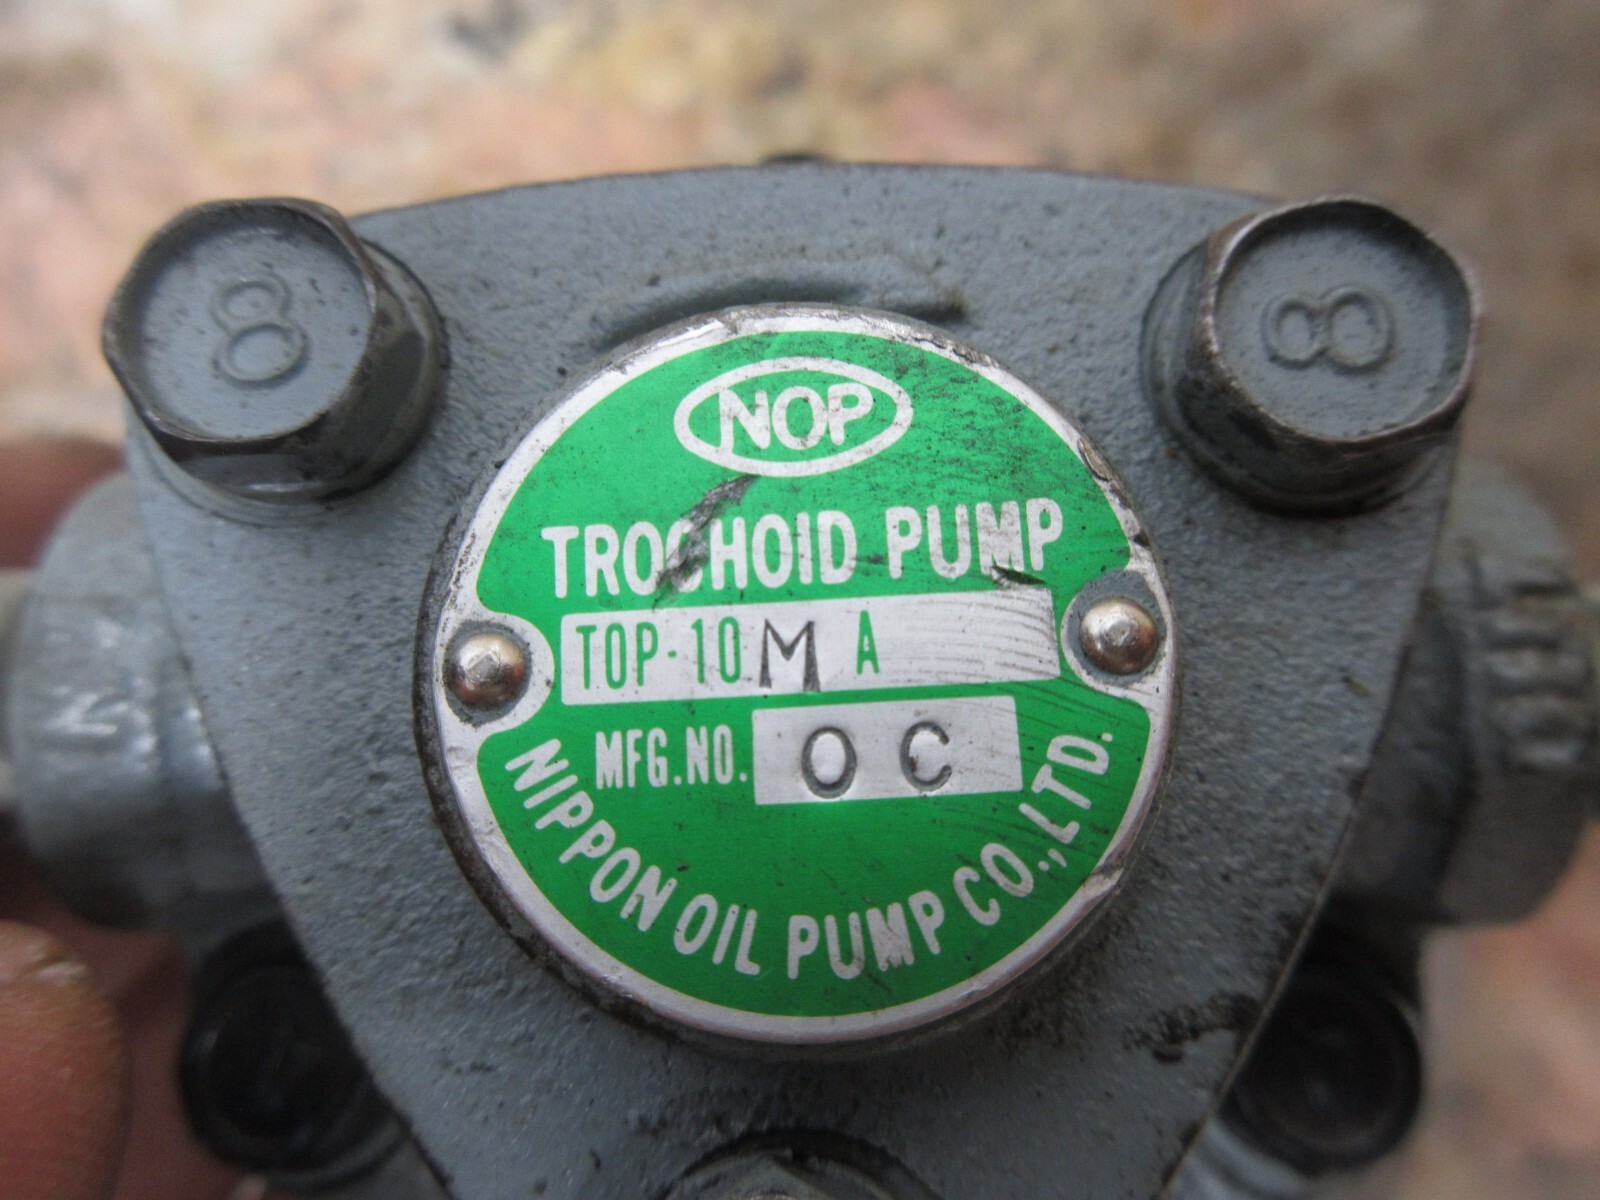 8
8
NOP
TROCHOID PUMP
TOP-10 M A
MFG.NO. O C
NIPPON OIL PUMP CO.,LTD.